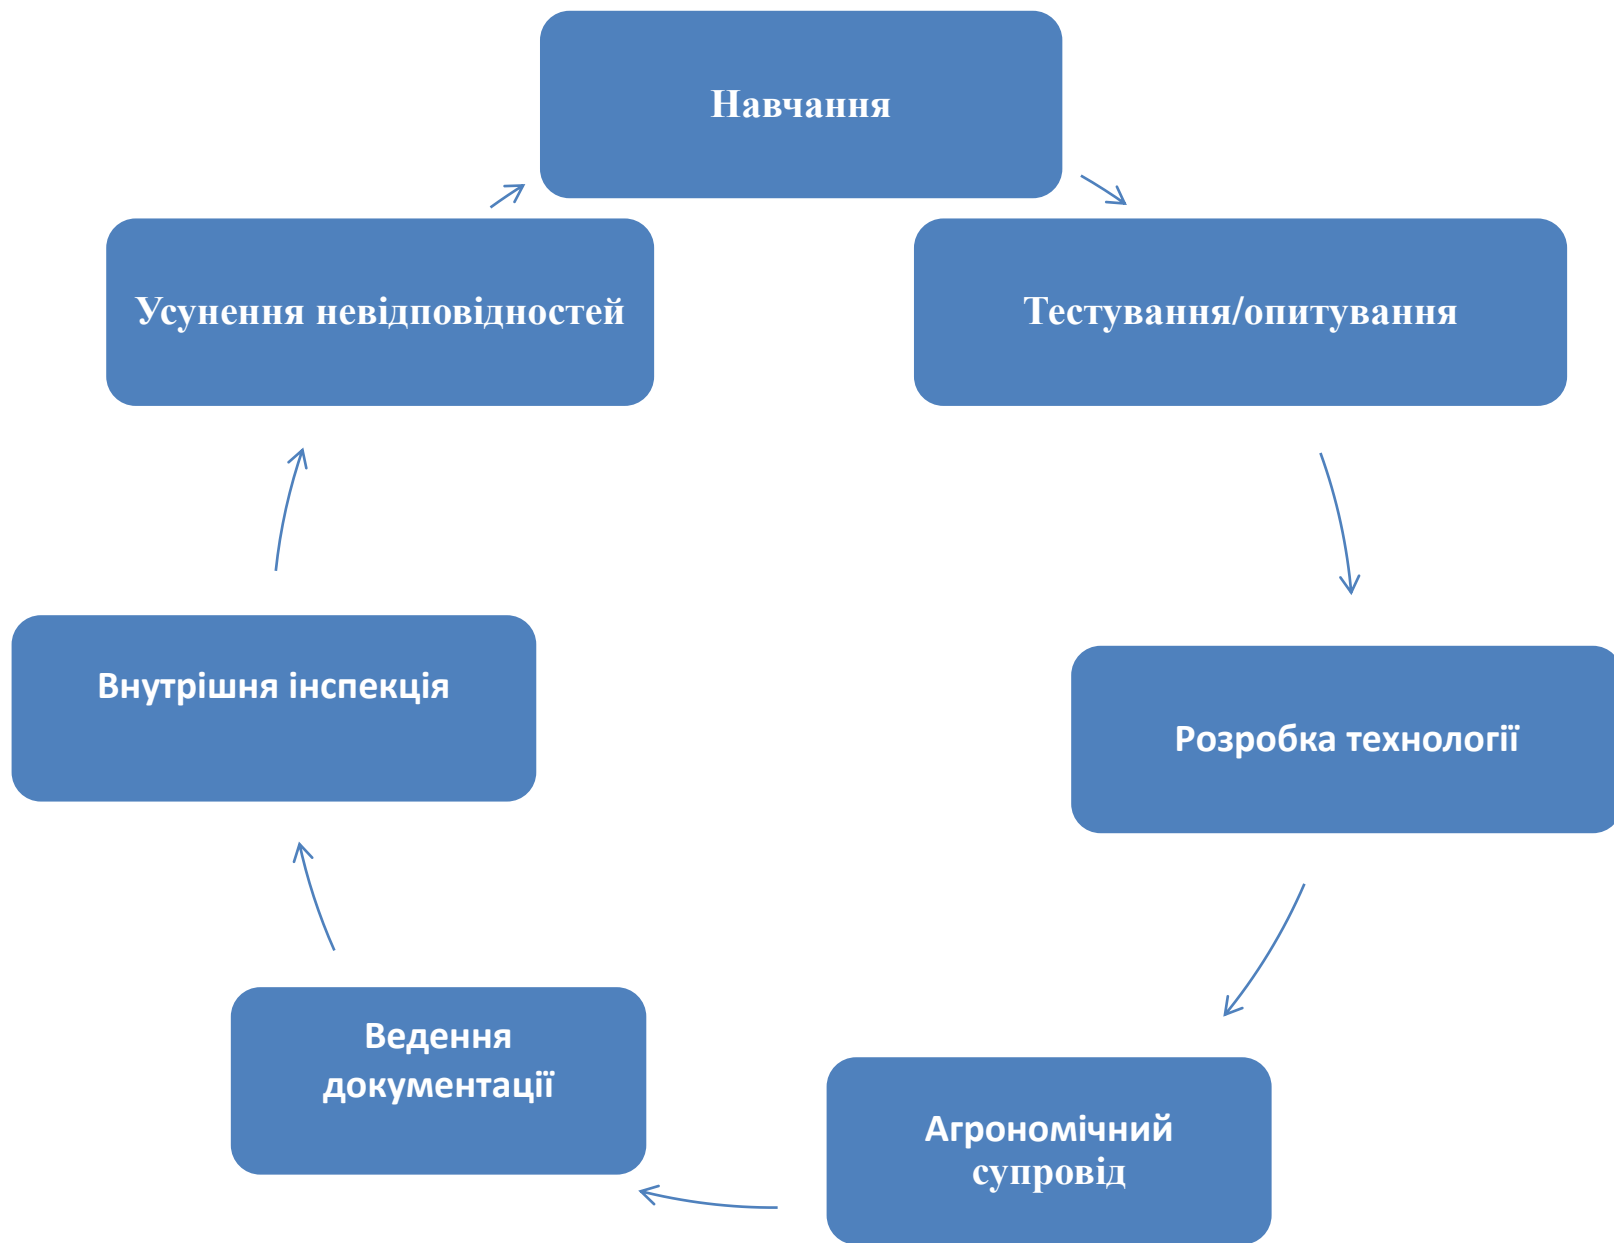 Навчання
Тестування/опитування
Розробка технології
Агрономічний
супровід
Ведення
документації
Внутрішня інспекція
Усунення невідповідностей